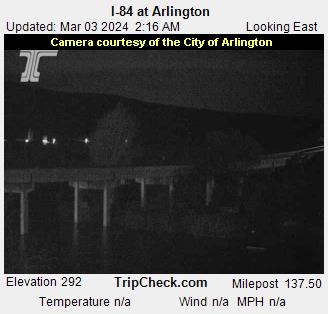 I-84 at Arlington
Updated: Mar 03 2024 2:16 AM Looking East
Camera courtesy of the City of Arlington
Elevation 292 TripCheck.com Milepost 137.50
Temperature n/a Wind n/a MPH n/a